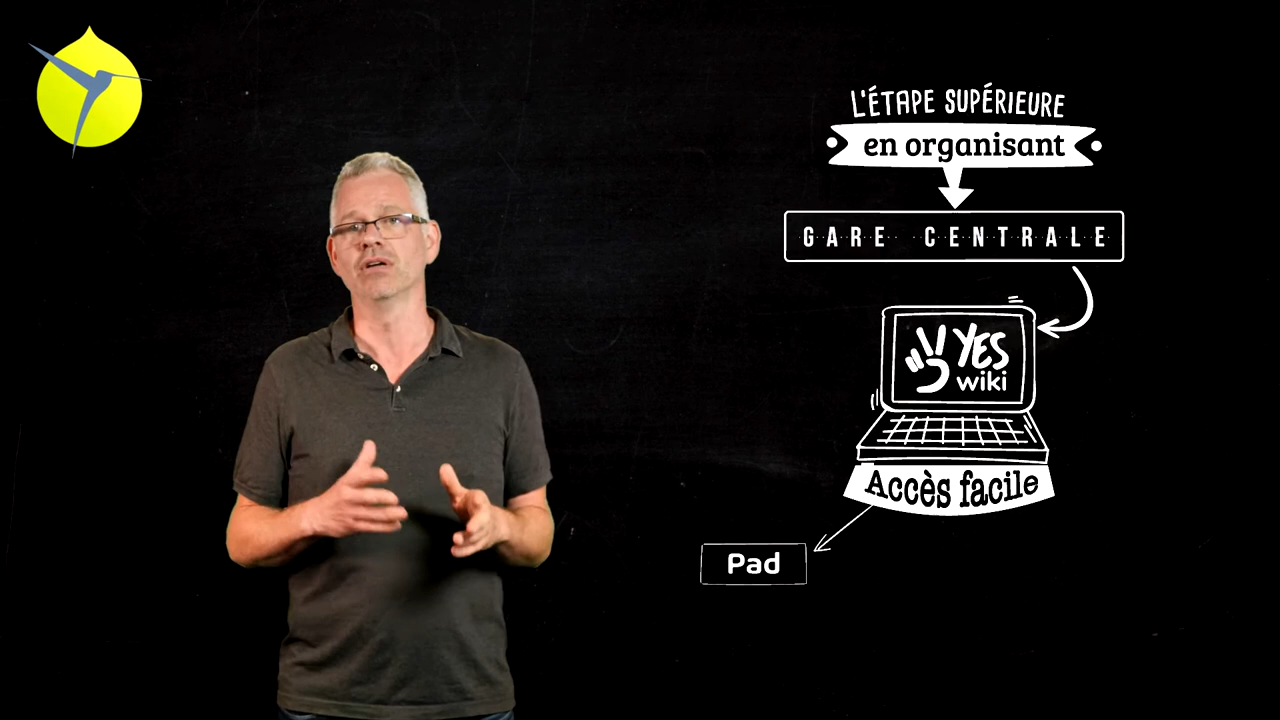 L'ÉTAPE SUPÉRIEURE
en organisant
GARE CENTRALE
YES
wiki
Accès facile
Pad